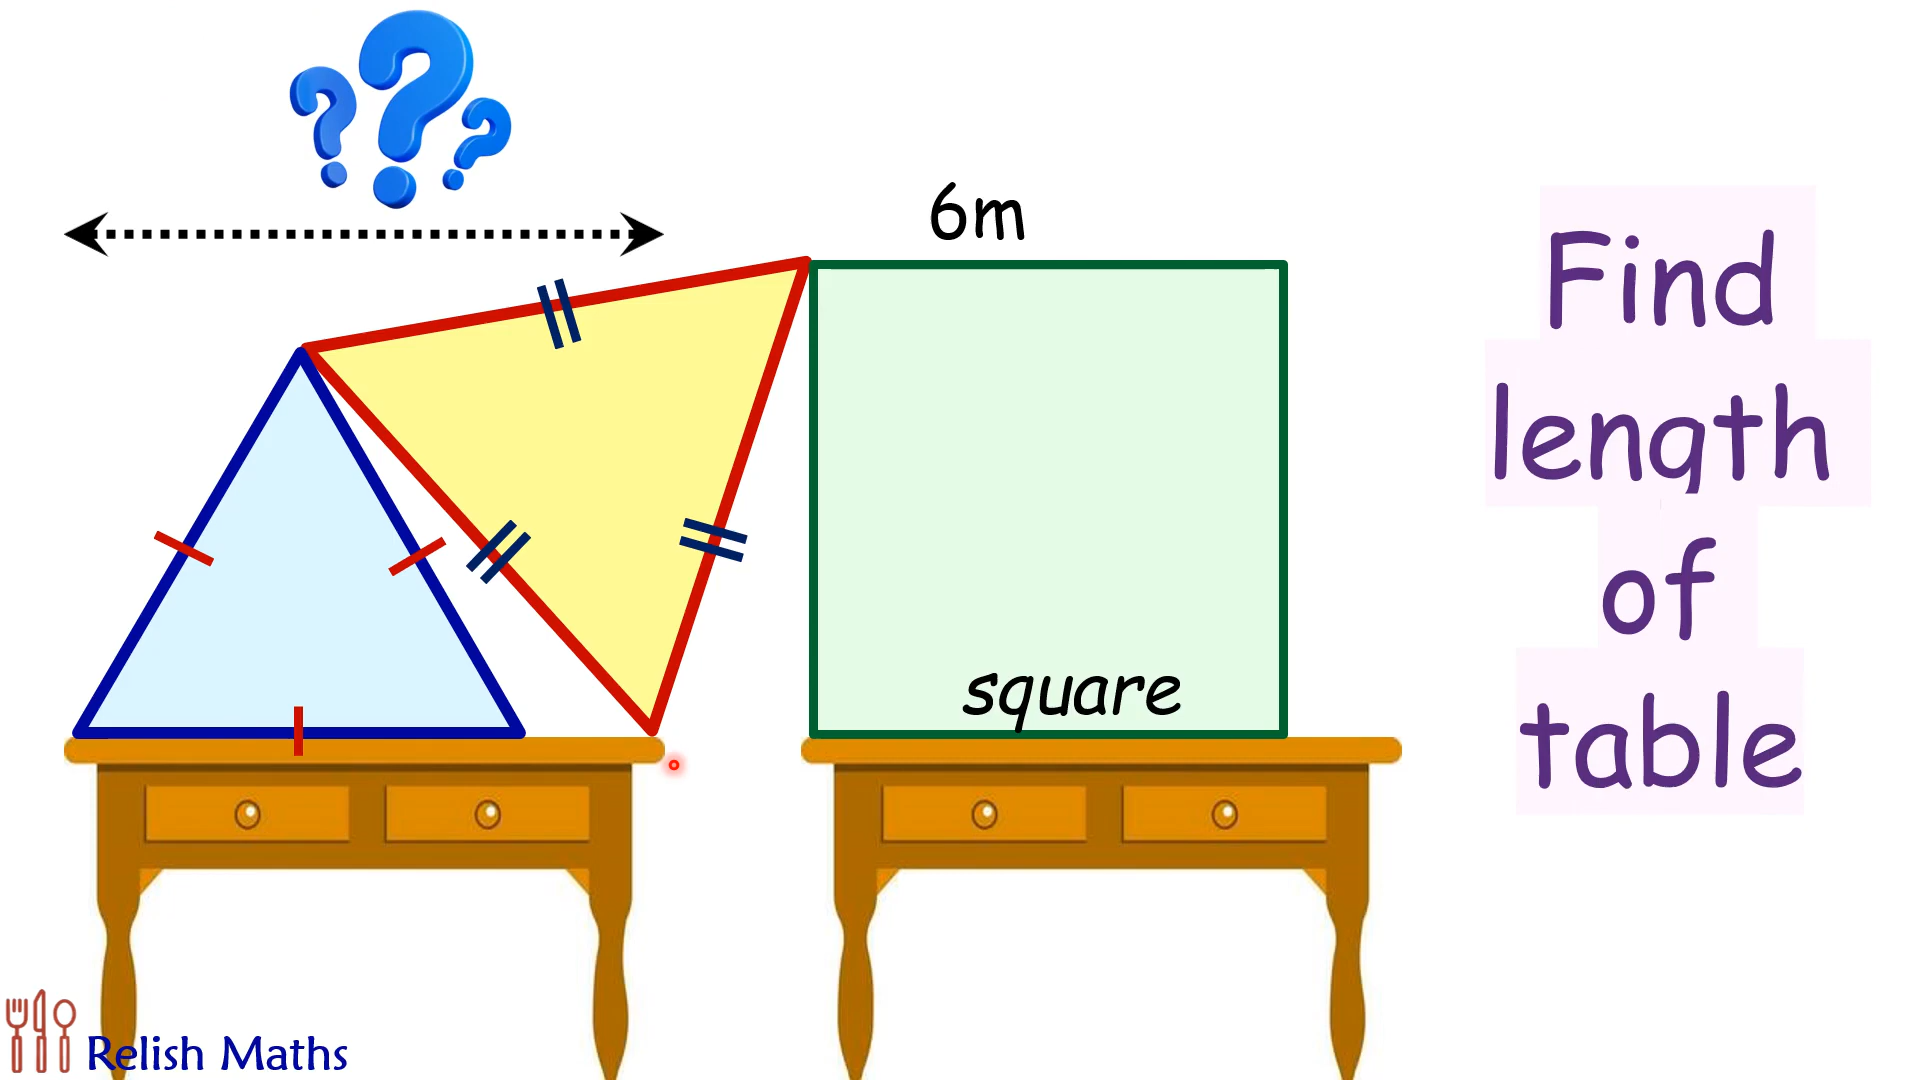 6m
Find
length
of
table
square
Relish Maths